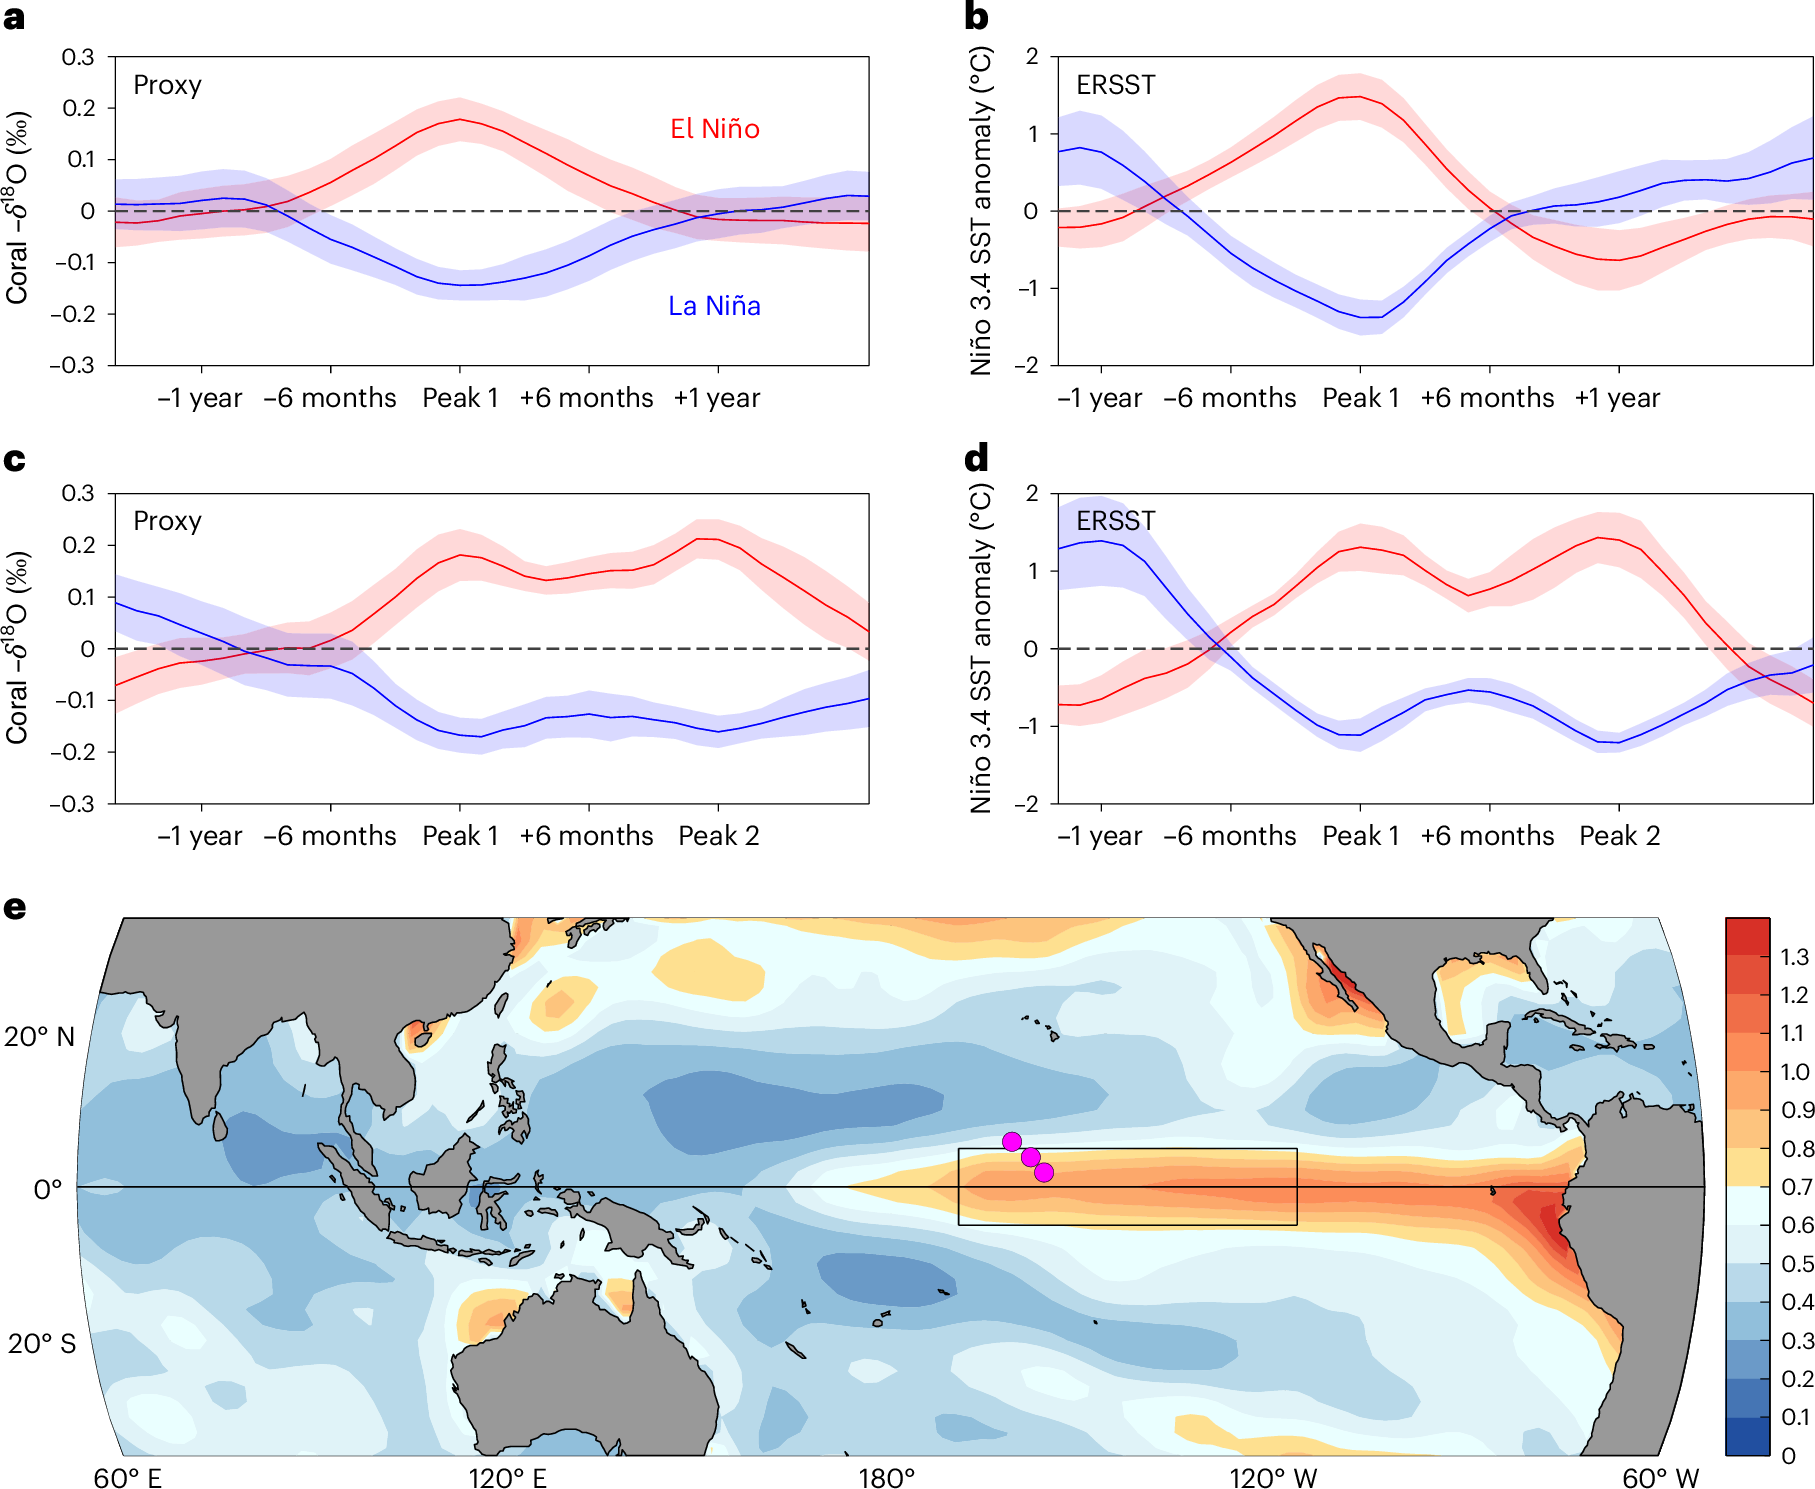 a
b
Coral –δ¹⁸O (‰)
0.3
0.2
0.1
0
–0.1
–0.2
–0.3
Proxy
El Niño
La Niña
–1 year –6 months Peak 1 +6 months +1 year
Niño 3.4 SST anomaly (°C)
2
1
0
–1
–2
ERSST
–1 year –6 months Peak 1 +6 months +1 year
c
d
Coral –δ¹⁸O (‰)
0.3
0.2
0.1
0
–0.1
–0.2
–0.3
Proxy
–1 year –6 months Peak 1 +6 months Peak 2
Niño 3.4 SST anomaly (°C)
2
1
0
–1
–2
ERSST
–1 year –6 months Peak 1 +6 months Peak 2
e
20° N
0°
20° S
60° E 120° E 180° 120° W 60° W
1.3
1.2
1.1
1.0
0.9
0.8
0.7
0.6
0.5
0.4
0.3
0.2
0.1
0